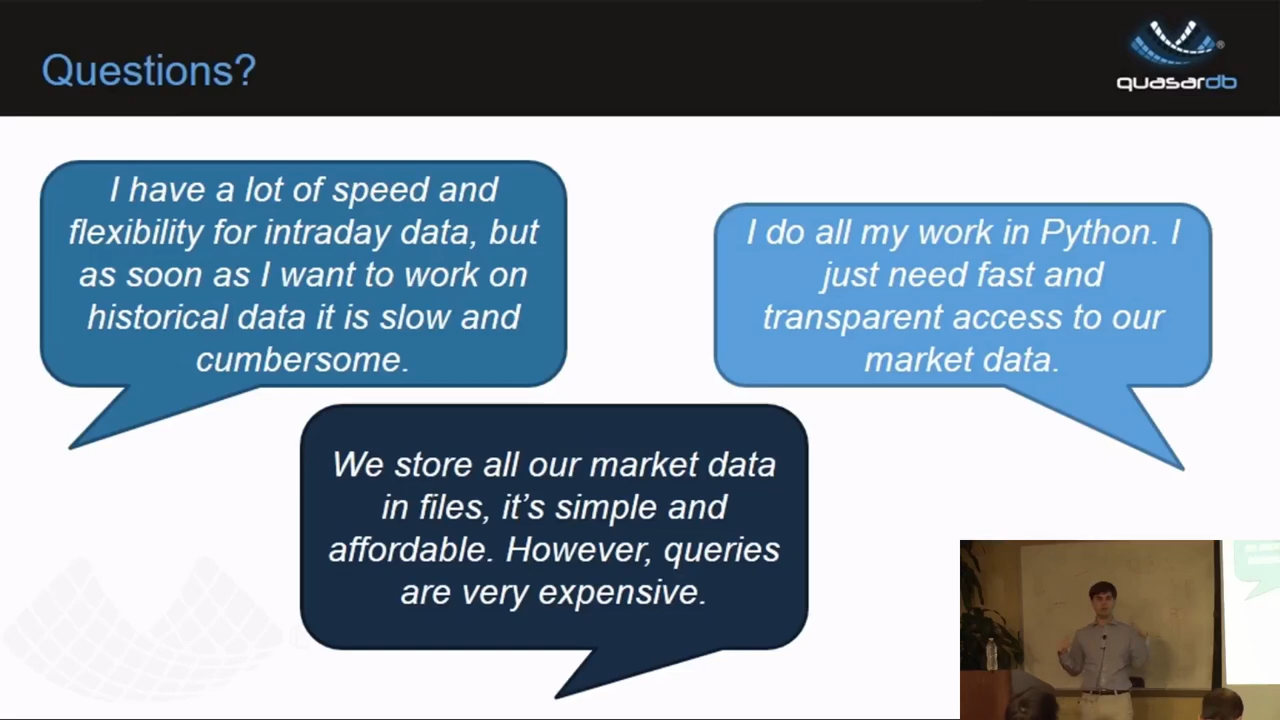 Questions?
quasardb
®
I have a lot of speed and
flexibility for intraday data, but
as soon as I want to work on
historical data it is slow and
cumbersome.
I do all my work in Python. I
just need fast and
transparent access to our
market data.
We store all our market data
in files, it’s simple and
affordable. However, queries
are very expensive.